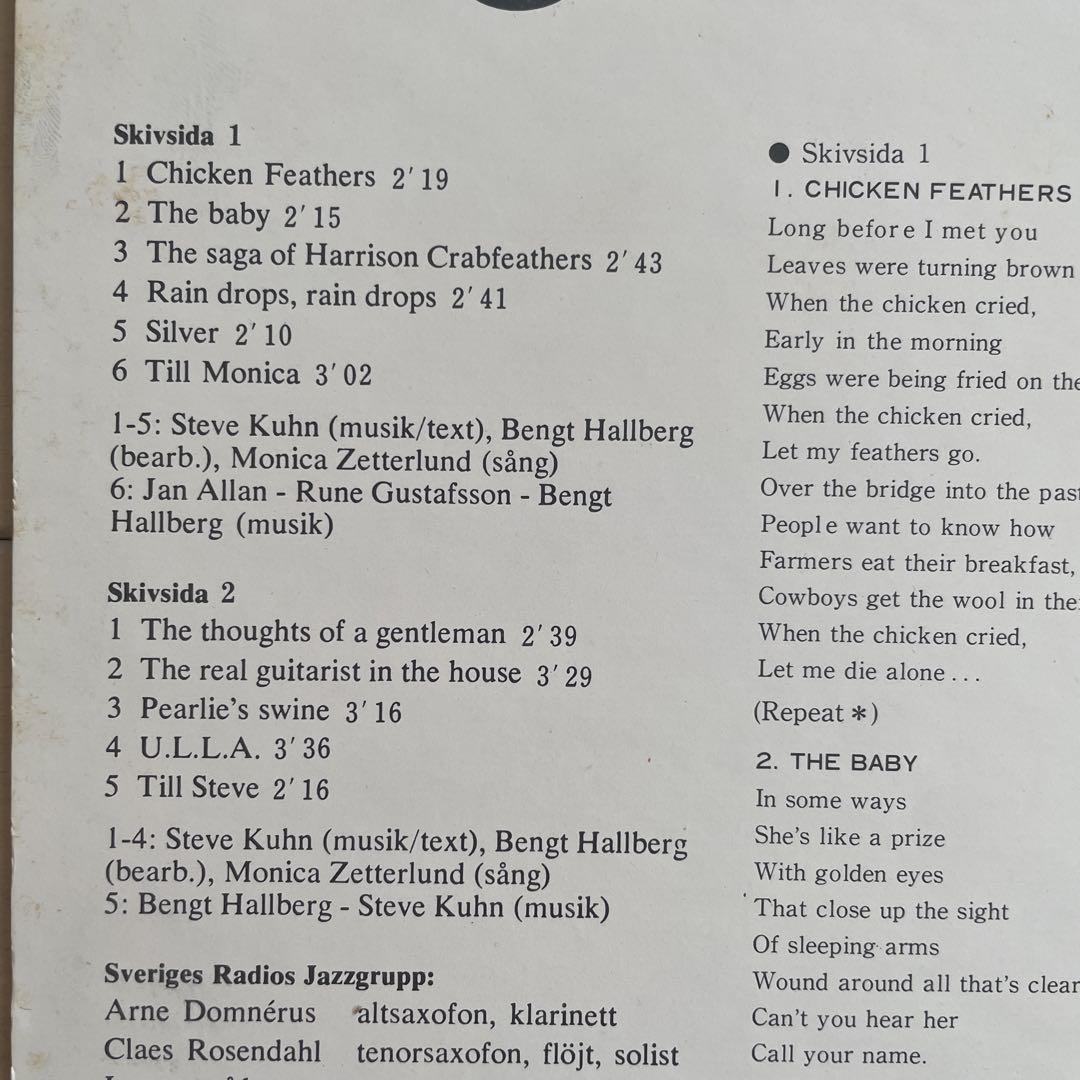 Skivsida 1
1 Chicken Feathers 2′ 19
2 The baby 2′ 15
3 The saga of Harrison Crabfeathers 2′ 43
4 Rain drops, rain drops 2′ 41
5 Silver 2′ 10
6 Till Monica 3′ 02
1-5: Steve Kuhn (musik/text), Bengt Hallberg
(bearb.), Monica Zetterlund (sång)
6: Jan Allan - Rune Gustafsson - Bengt
Hallberg (musik)
Skivsida 2
1 The thoughts of a gentleman 2′ 39
2 The real guitarist in the house 3′ 29
3 Pearlie's swine 3′ 16
4 U.L.L.A. 3′ 36
5 Till Steve 2′ 16
1-4: Steve Kuhn (musik/text), Bengt Hallberg
(bearb.), Monica Zetterlund (sång)
5: Bengt Hallberg - Steve Kuhn (musik)
Sveriges Radios Jazzgrupp:
Arne Domnérus altsaxofon, klarinett
Claes Rosendahl tenorsaxofon, flöjt, solist
● Skivsida 1
1. CHICKEN FEATHERS
Long before I met you
Leaves were turning brown
When the chicken cried,
Early in the morning
Eggs were being fried on the
When the chicken cried,
Let my feathers go.
Over the bridge into the past
People want to know how
Farmers eat their breakfast,
Cowboys get the wool in
When the chicken cried,
Let me die alone...
(Repeat *)
2. THE BABY
In some ways
She's like a prize
With golden eyes
That close up the sight
Of sleeping arms
Wound around all that's clear
Can't you hear her
Call your name.